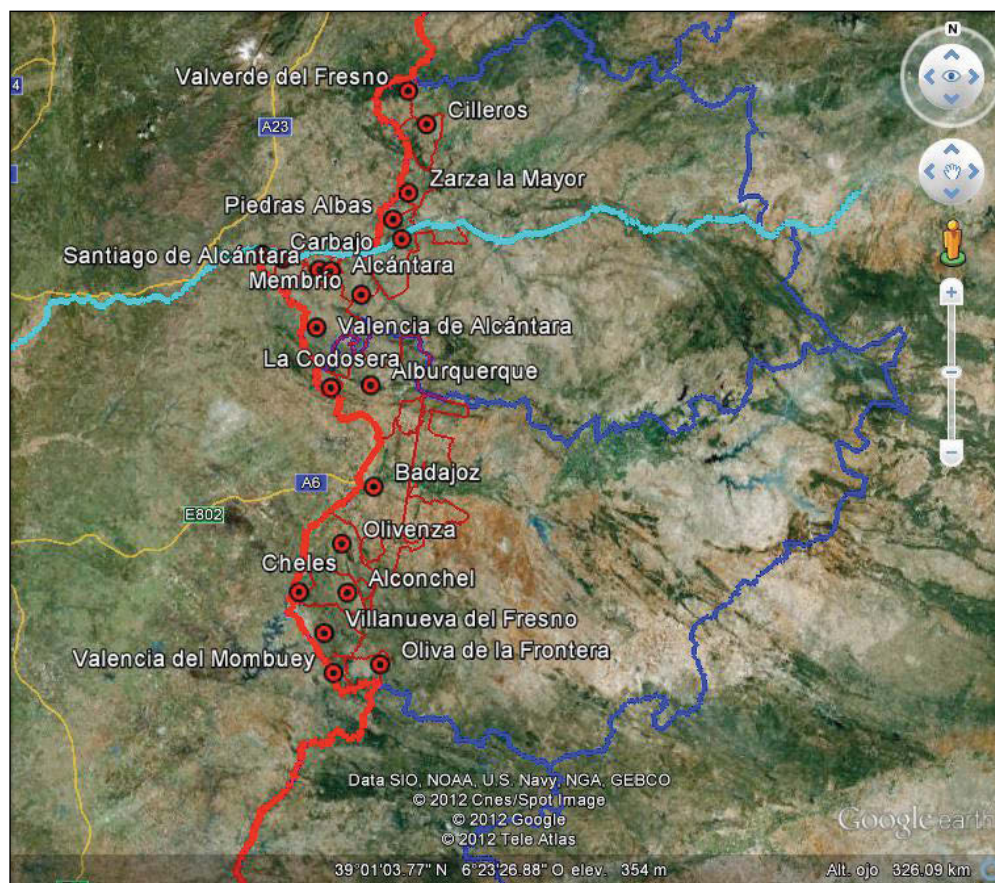 N
Valverde del Fresno
4
Cilleros
A23
Zarza la Mayor
Piedras Albas
Carbajo
Santiago de Alcántara
Alcántara
Membrío
Valencia de Alcántara
La Codosera
Alburquerque
Badajoz
A6
E802
Olivenza
Cheles
Alconchel
Villanueva del Fresno
Oliva de la Frontera
Valencia del Mombuey
Data SIO, NOAA, U.S. Navy, NGA, GEBCO
© 2012 Cnes/Spot Image
© 2012 Google
© 2012 Tele Atlas
Google earth
39°01'03.77" N 6°23'26.88" O elev. 354 m Alt. ojo 326.09 km